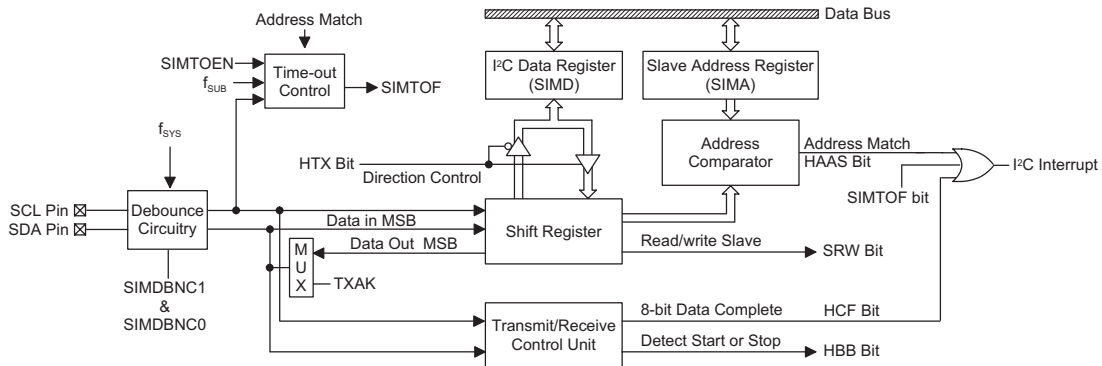 Data Bus
Address Match
SIMTOEN
fSUB
Time-out
Control
SIMTOF
I²C Data Register
(SIMD)
Slave Address Register
(SIMA)
fSYS
HTX Bit
Direction Control
Address
Comparator
Address Match
HAAS Bit
SIMTOF bit
I²C Interrupt
SCL Pin
SDA Pin
Debounce
Circuitry
Data in MSB
Shift Register
Data Out MSB
MUX
TXAK
Read/write Slave
SRW Bit
SIMDBNC1
&
SIMDBNC0
Transmit/Receive
Control Unit
8-bit Data Complete
HCF Bit
Detect Start or Stop
HBB Bit